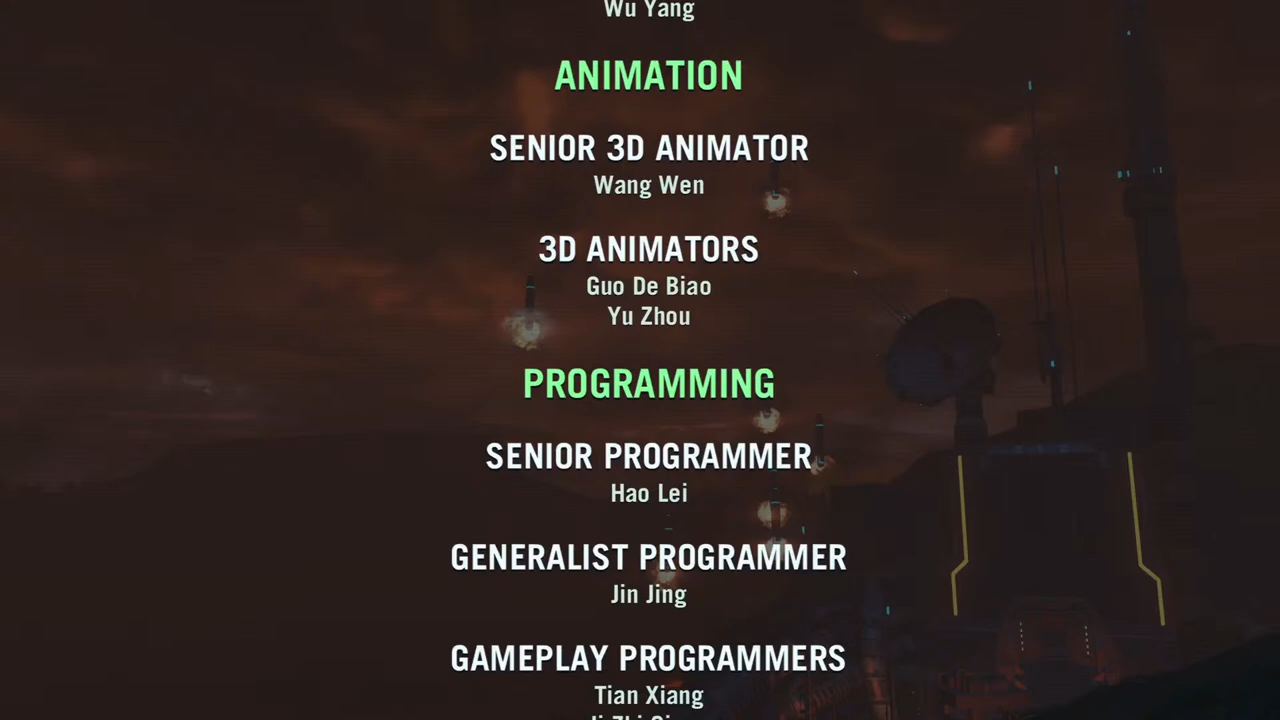 Wu Yang
ANIMATION
SENIOR 3D ANIMATOR
Wang Wen
3D ANIMATORS
Guo De Biao
Yu Zhou
PROGRAMMING
SENIOR PROGRAMMER
Hao Lei
GENERALIST PROGRAMMER
Jin Jing
GAMEPLAY PROGRAMMERS
Tian Xiang